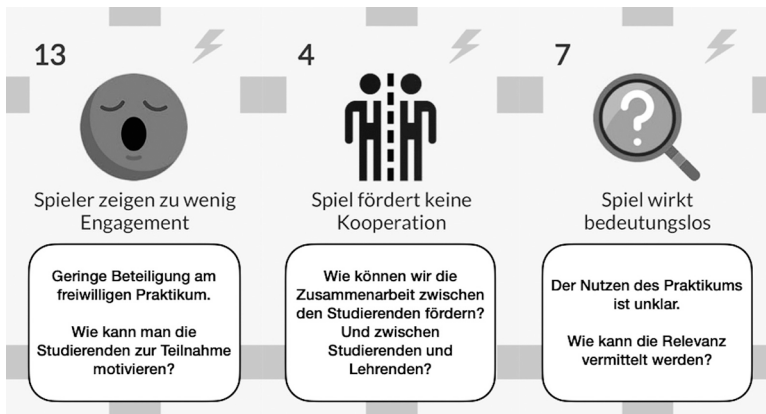 13
Spieler zeigen zu wenig
Engagement
Geringe Beteiligung am
freiwilligen Praktikum.
Wie kann man die
Studierenden zur Teilnahme
motivieren?
4
Spiel fördert keine
Kooperation
Wie können wir die
Zusammenarbeit zwischen
den Studierenden fördern?
Und zwischen
Studierenden und
Lehrenden?
7
?
Spiel wirkt
bedeutungslos
Der Nutzen des Praktikums
ist unklar.
Wie kann die Relevanz
vermittelt werden?